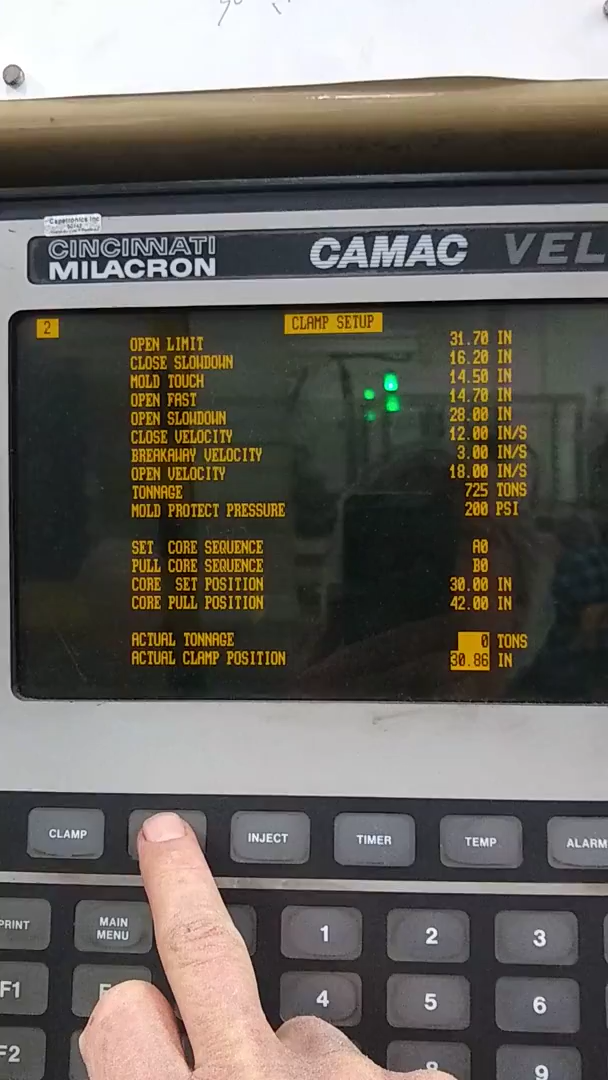 Capetronics Inc
CINCINNATI
MILACRON
CAMAC VEL
2
CLAMP SETUP
OPEN LIMIT 31.70 IN
CLOSE SLOWDOWN 16.20 IN
MOLD TOUCH 14.50 IN
OPEN FAST 14.70 IN
OPEN SLOWDOWN 28.00 IN
CLOSE VELOCITY 12.00 IN/S
BREAKAWAY VELOCITY 3.00 IN/S
OPEN VELOCITY 18.00 IN/S
TONNAGE 725 TONS
MOLD PROTECT PRESSURE 200 PSI
SET CORE SEQUENCE A0
PULL CORE SEQUENCE B0
CORE SET POSITION 30.00 IN
CORE PULL POSITION 42.00 IN
ACTUAL TONNAGE 0 TONS
ACTUAL CLAMP POSITION 30.86 IN
CLAMP INJECT TIMER TEMP ALARM
PRINT MAIN MENU 1 2 3
F1 4 5 6
F2 8 9